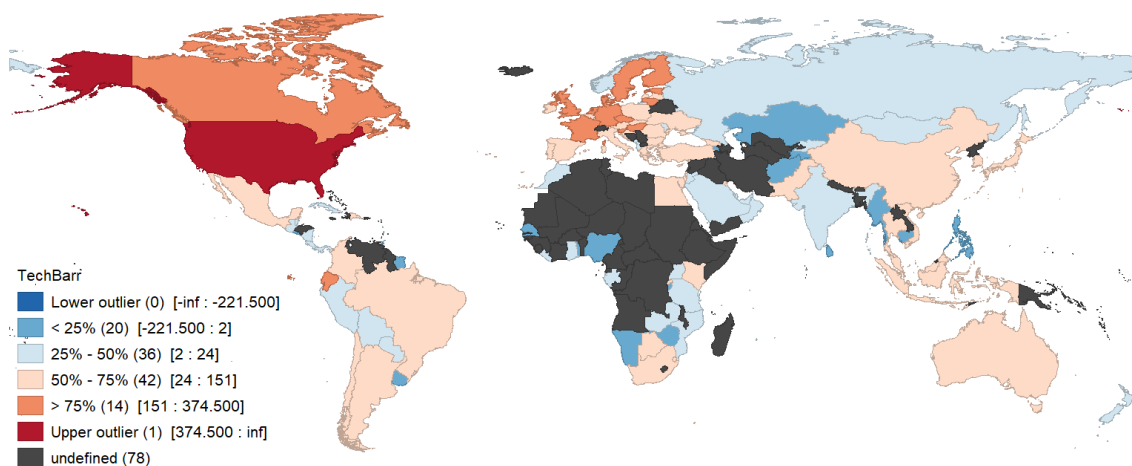 TechBarr
Lower outlier (0) [-inf : -221.500]
< 25% (20) [-221.500 : 2]
25% - 50% (36) [2 : 24]
50% - 75% (42) [24 : 151]
> 75% (14) [151 : 374.500]
Upper outlier (1) [374.500 : inf]
undefined (78)